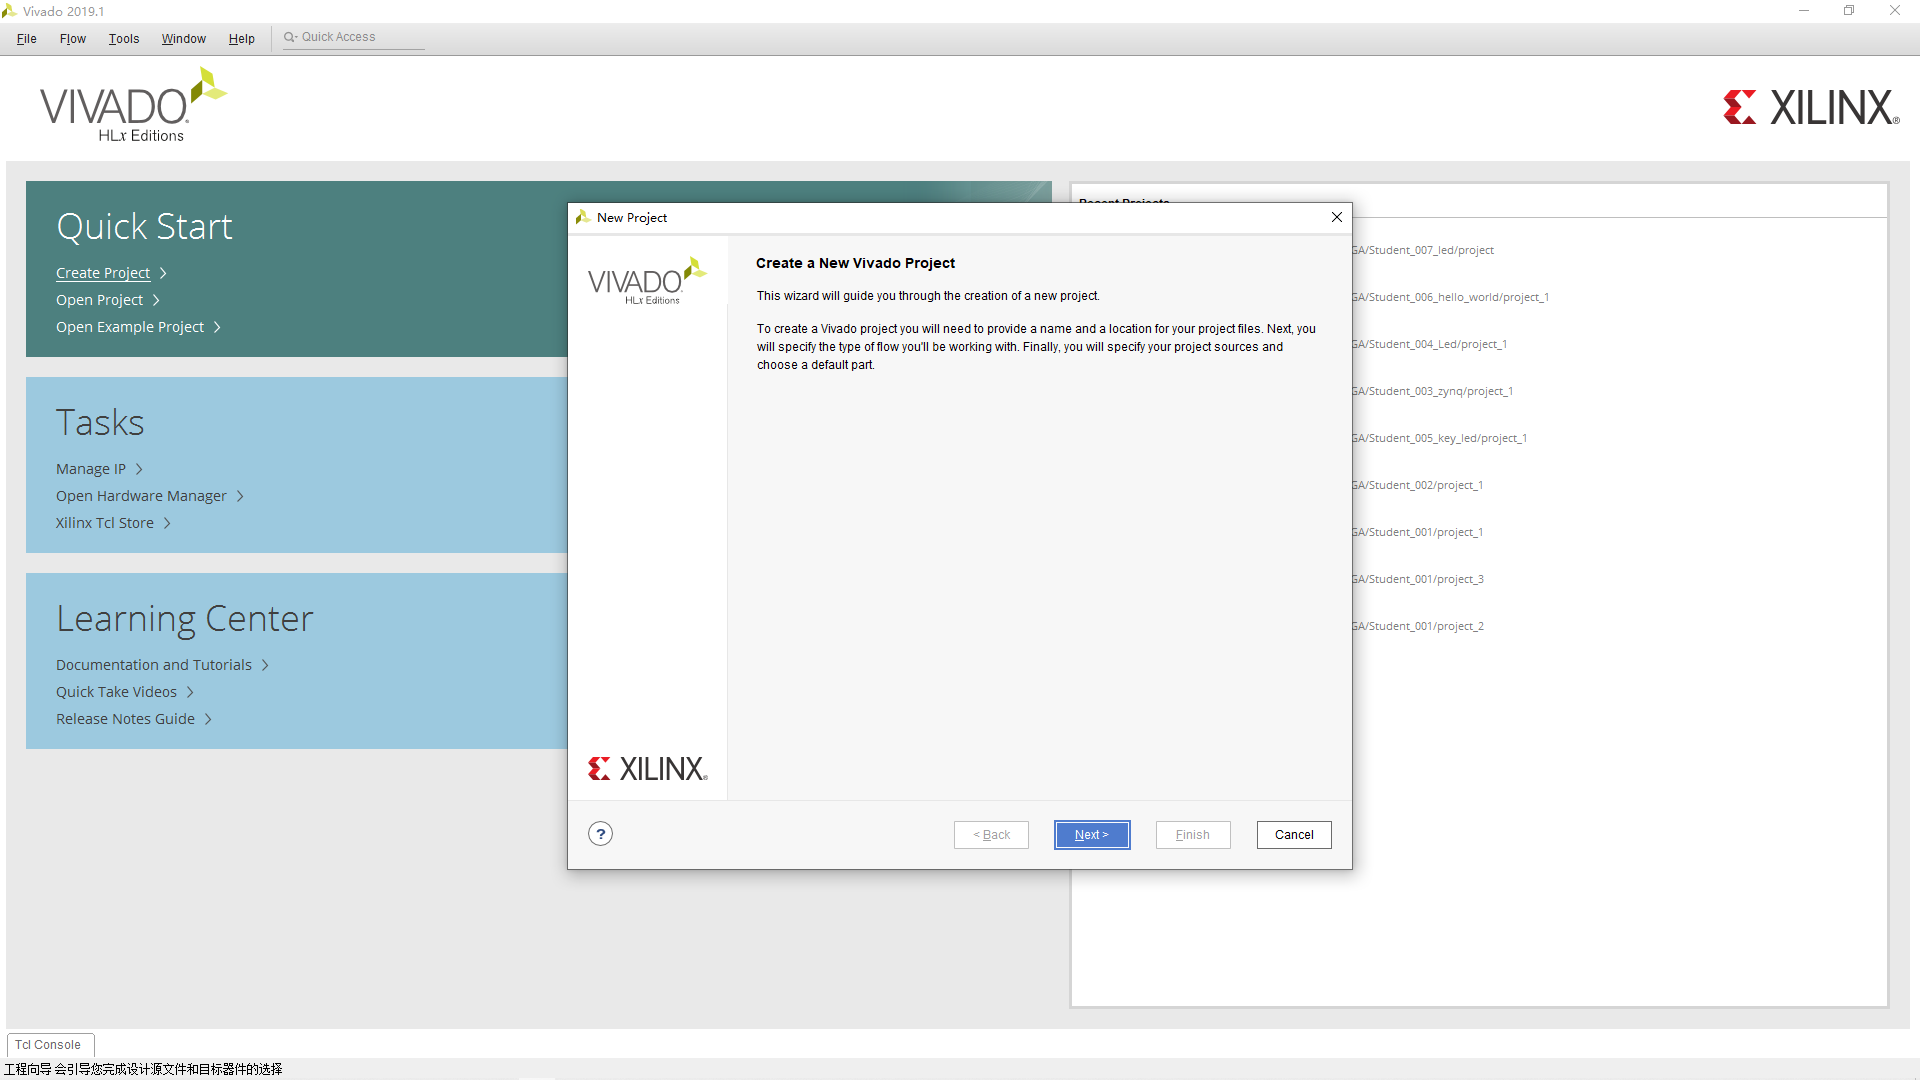 Vivado 2019.1
File Flow Tools Window Help Quick Access
VIVADO
HLx Editions
XILINX®
Quick Start
Create Project
Open Project
Open Example Project
Tasks
Manage IP
Open Hardware Manager
Xilinx Tcl Store
Learning Center
Documentation and Tutorials
Quick Take Videos
Release Notes Guide
New Project
VIVADO
HLx Editions
Create a New Vivado Project
This wizard will guide you through the creation of a new project.
To create a Vivado project you will need to provide a name and a location for your project files. Next, you
will specify the type of flow you'll be working with. Finally, you will specify your project sources and
choose a default part.
XILINX
?
< Back Next > Finish Cancel
Recent Projects
GA/Student_007_led/project
GA/Student_006_hello_world/project_1
GA/Student_004_Led/project_1
GA/Student_003_zynq/project_1
GA/Student_005_key_led/project_1
GA/Student_002/project_1
GA/Student_001/project_1
GA/Student_001/project_3
GA/Student_001/project_2
Tcl Console
工程向导 会引导您完成设计源文件和目标器件的选择